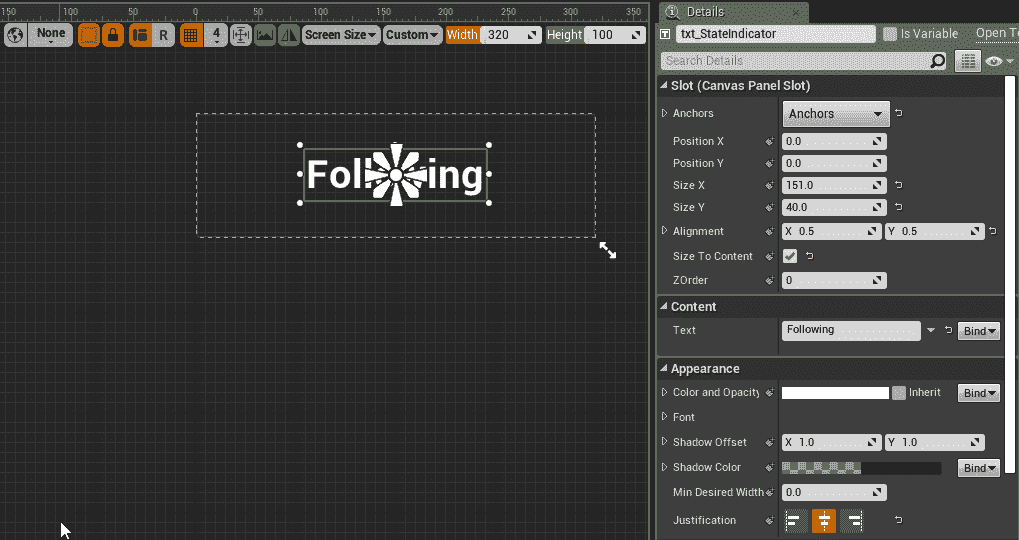 Details
150 100 50 0 50 100 150 200 250 300 350
None R 4 Screen Size Custom Width 320 Height 100
txt_StateIndicator Is Variable Open T
Search Details
Slot (Canvas Panel Slot)
Anchors Anchors
Position X 0.0
Position Y 0.0
Size X 151.0
Size Y 40.0
Alignment X 0.5 Y 0.5
Size To Content
ZOrder 0
Following
Content
Text Following Bind
Appearance
Color and Opacity Inherit Bind
Font
Shadow Offset X 1.0 Y 1.0
Shadow Color Bind
Min Desired Width 0.0
Justification